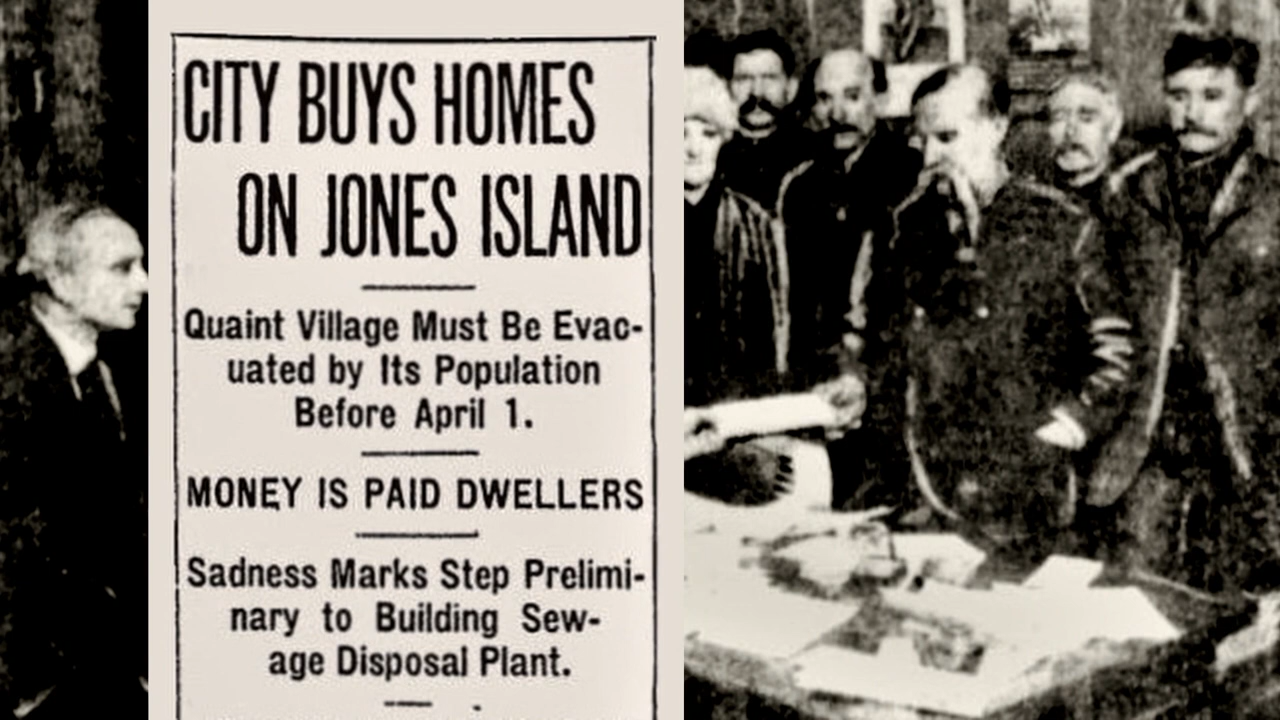 CITY BUYS HOMES
ON JONES ISLAND
Quaint Village Must Be Evac-
uated by Its Population
Before April 1.
MONEY IS PAID DWELLERS
Sadness Marks Step Prelimi-
nary to Building Sew-
age Disposal Plant.